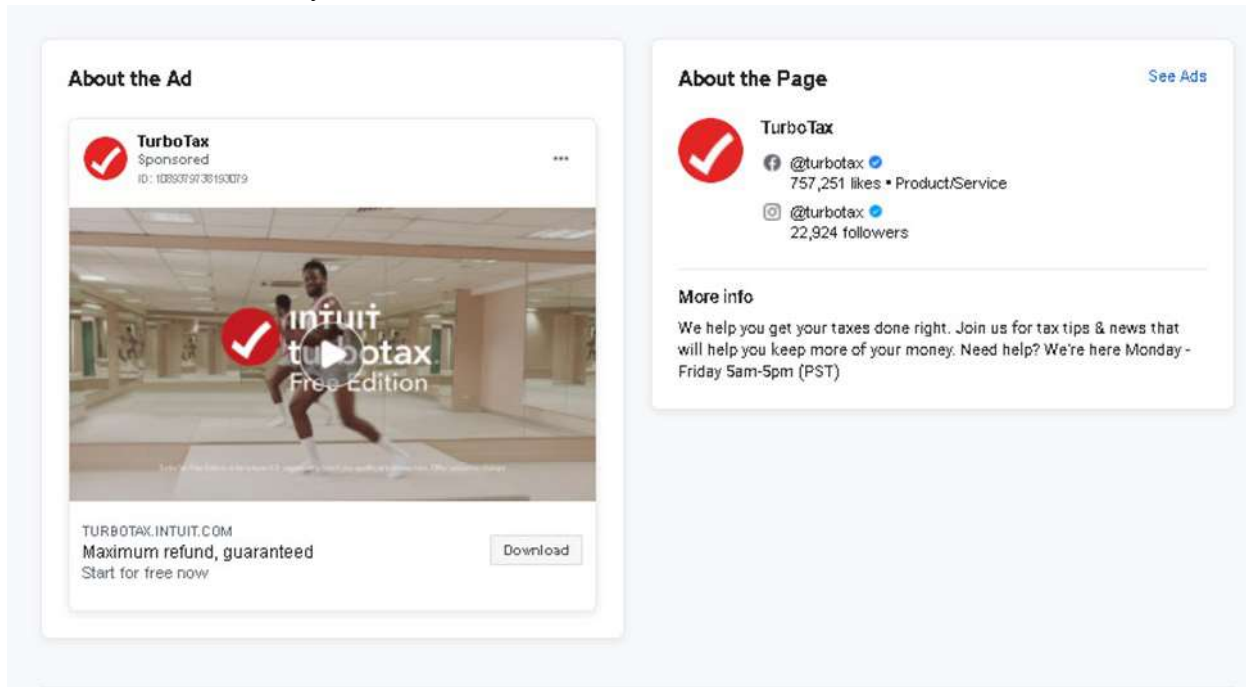 About the Ad
TurboTax
Sponsored
intuit
turbotax
Free Edition
TURBOTAX.INTUIT.COM
Maximum refund, guaranteed
Start for free now
Download
About the Page
See Ads
TurboTax
@turbotax
757,251 likes • Product/Service
@turbotax
22,924 followers
More info
We help you get your taxes done right. Join us for tax tips & news that
will help you keep more of your money. Need help? We're here Monday -
Friday 5am-5pm (PST)